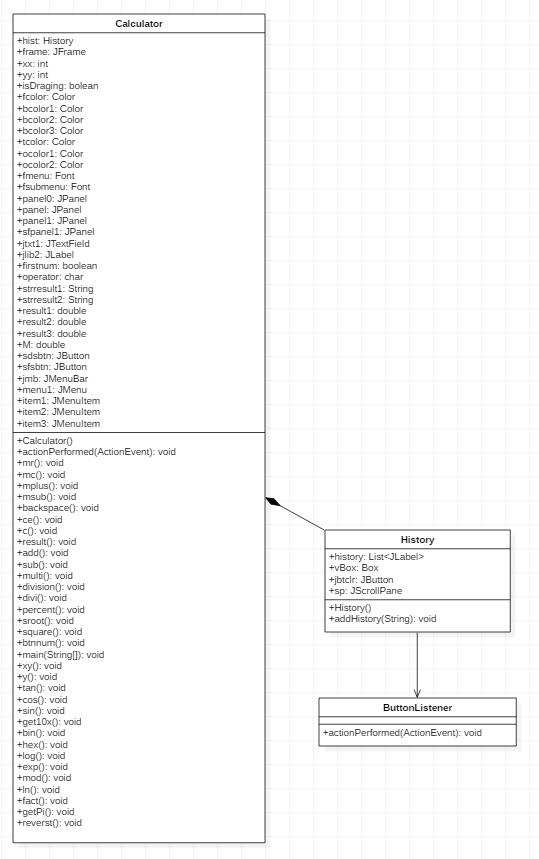 Calculator
+hist: History
+frame: JFrame
+xx: int
+yy: int
+isDraging: bolean
+fcolor: Color
+bcolor1: Color
+bcolor2: Color
+bcolor3: Color
+tcolor: Color
+ocolor1: Color
+ocolor2: Color
+fmenu: Font
+fsubmenu: Font
+panel0: JPanel
+panel: JPanel
+panel1: JPanel
+sfpanel1: JPanel
+jtxt1: JTextField
+jlib2: JLabel
+firstnum: boolean
+operator: char
+strresult1: String
+strresult2: String
+result1: double
+result2: double
+result3: double
+M: double
+sdsbtn: JButton
+sfsbtn: JButton
+jmb: JMenuBar
+menu1: JMenu
+item1: JMenuItem
+item2: JMenuItem
+item3: JMenuItem
+Calculator()
+actionPerformed(ActionEvent): void
+mr(): void
+mc(): void
+mplus(): void
+msub(): void
+backspace(): void
+ce(): void
+c(): void
+result(): void
+add(): void
+sub(): void
+multi(): void
+division(): void
+divi(): void
+percent(): void
+sroot(): void
+square(): void
+btnnum(): void
+main(String[]): void
+xy(): void
+y(): void
+tan(): void
+cos(): void
+sin(): void
+get10x(): void
+bin(): void
+hex(): void
+log(): void
+exp(): void
+mod(): void
+ln(): void
+fact(): void
+getPi(): void
+reverst(): void
History
+history: List<JLabel>
+vBox: Box
+jbtclr: JButton
+sp: JScrollPane
+History()
+addHistory(String): void
ButtonListener
+actionPerformed(ActionEvent): void